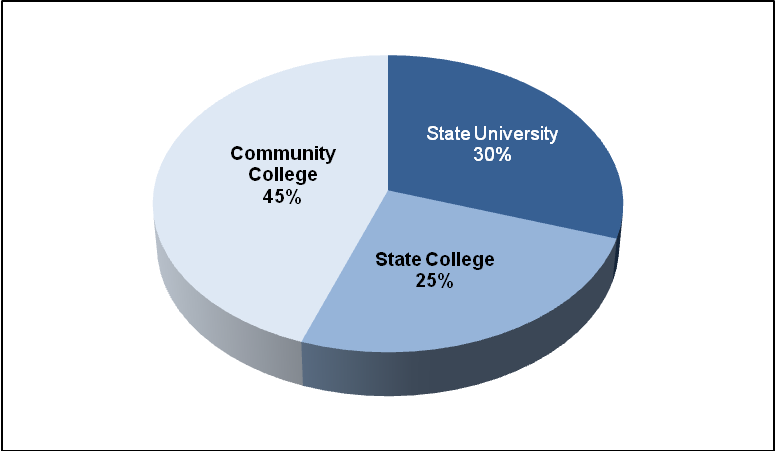 State University
30%
Community
College
45%
State College
25%